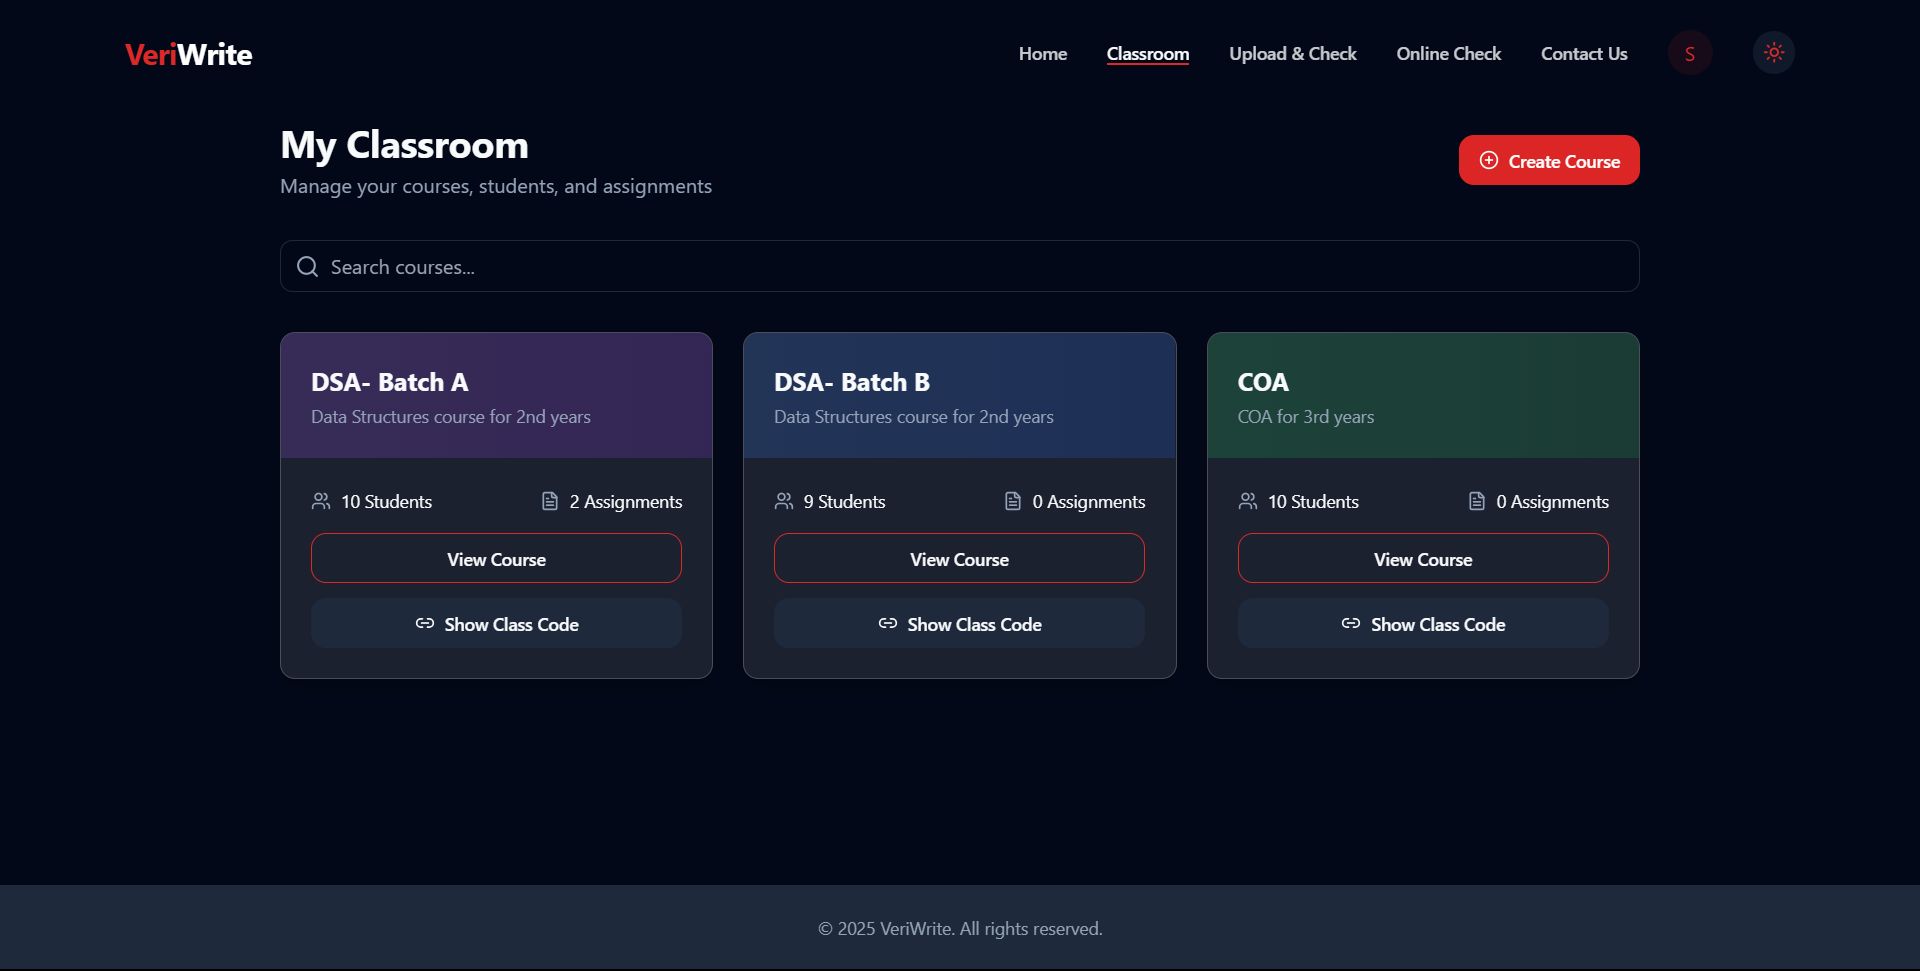 VeriWrite
Home Classroom Upload & Check Online Check Contact Us S
My Classroom
Manage your courses, students, and assignments
Create Course
Search courses...
DSA- Batch A
Data Structures course for 2nd years
10 Students 2 Assignments
View Course
Show Class Code
DSA- Batch B
Data Structures course for 2nd years
9 Students 0 Assignments
View Course
Show Class Code
COA
COA for 3rd years
10 Students 0 Assignments
View Course
Show Class Code
© 2025 VeriWrite. All rights reserved.